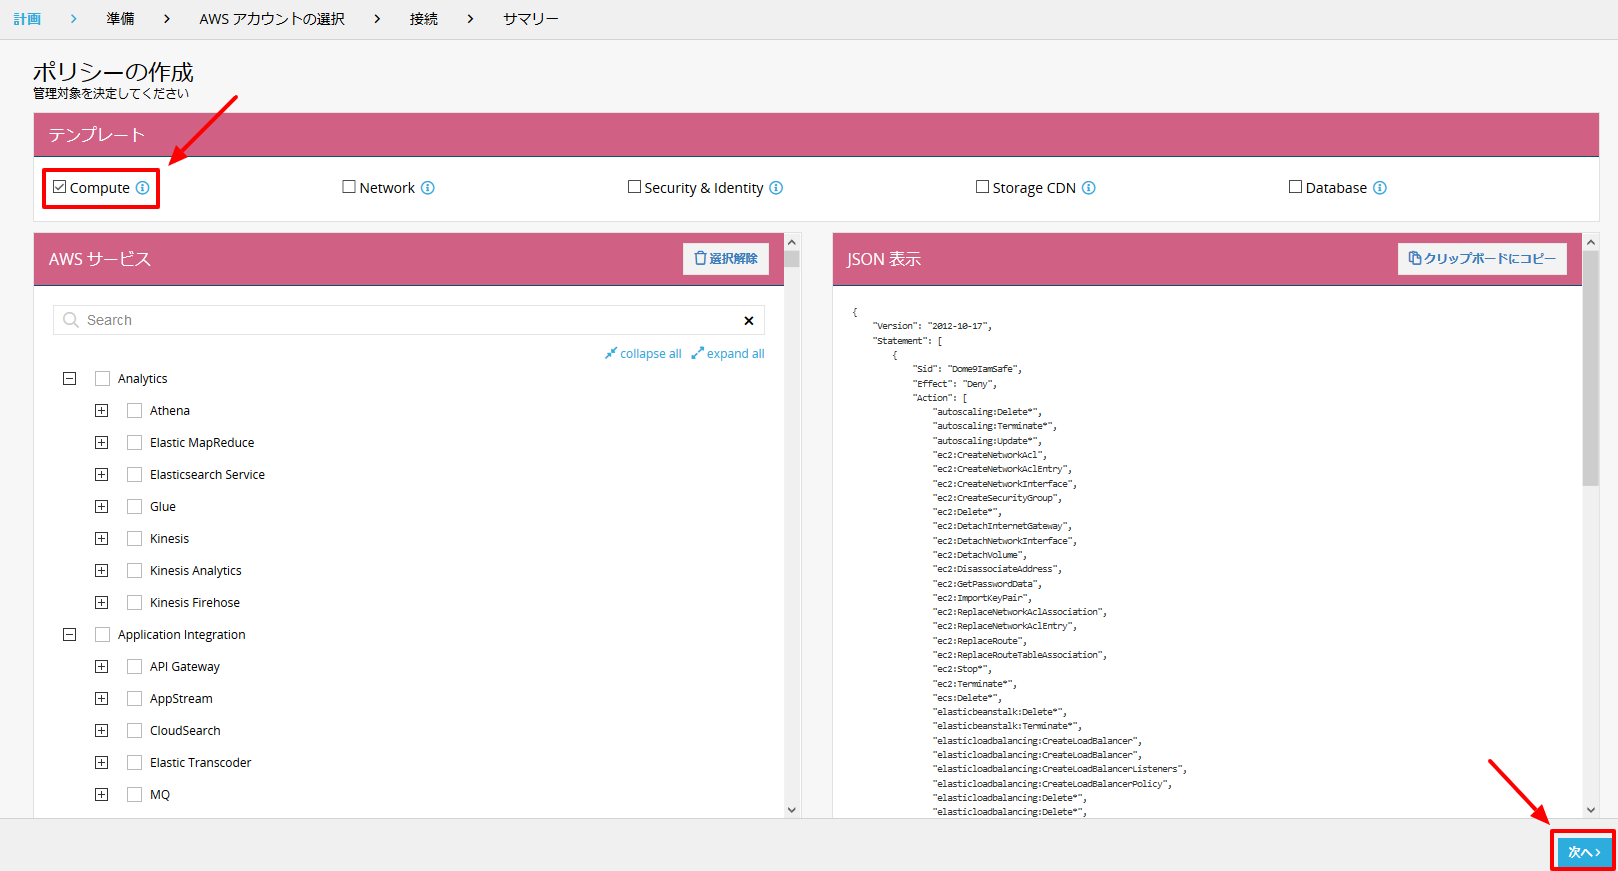 計画 > 準備 > AWS アカウントの選択 > 接続 > サマリー
ポリシーの作成
管理対象を決定してください
テンプレート
Compute
Network
Security & Identity
Storage CDN
Database
AWS サービス
選択解除
Search
collapse all expand all
Analytics
Athena
Elastic MapReduce
Elasticsearch Service
Glue
Kinesis
Kinesis Analytics
Kinesis Firehose
Application Integration
API Gateway
AppStream
CloudSearch
Elastic Transcoder
MQ
JSON 表示
クリップボードにコピー
{
"Version": "2012-10-17",
"Statement": [
{
"Sid": "Dome9IamSafe",
"Effect": "Deny",
"Action": [
"autoscaling:Delete*",
"autoscaling:Terminate*",
"autoscaling:Update*",
"ec2:CreateNetworkAcl",
"ec2:CreateNetworkAclEntry",
"ec2:CreateNetworkInterface",
"ec2:CreateSecurityGroup",
"ec2:Delete*",
"ec2:DetachInternetGateway",
"ec2:DetachNetworkInterface",
"ec2:DetachVolume",
"ec2:DisassociateAddress",
"ec2:GetPasswordData",
"ec2:ImportKeyPair",
"ec2:ReplaceNetworkAclAssociation",
"ec2:ReplaceNetworkAclEntry",
"ec2:ReplaceRoute",
"ec2:ReplaceRouteTableAssociation",
"ec2:Stop*",
"ec2:Terminate*",
"ecs:Delete*",
"elasticbeanstalk:Delete*",
"elasticbeanstalk:Terminate*",
"elasticloadbalancing:CreateLoadBalancer",
"elasticloadbalancing:CreateLoadBalancer",
"elasticloadbalancing:CreateLoadBalancerListeners",
"elasticloadbalancing:CreateLoadBalancerPolicy",
"elasticloadbalancing:Delete*",
"elasticloadbalancing:Delete*",
次へ >